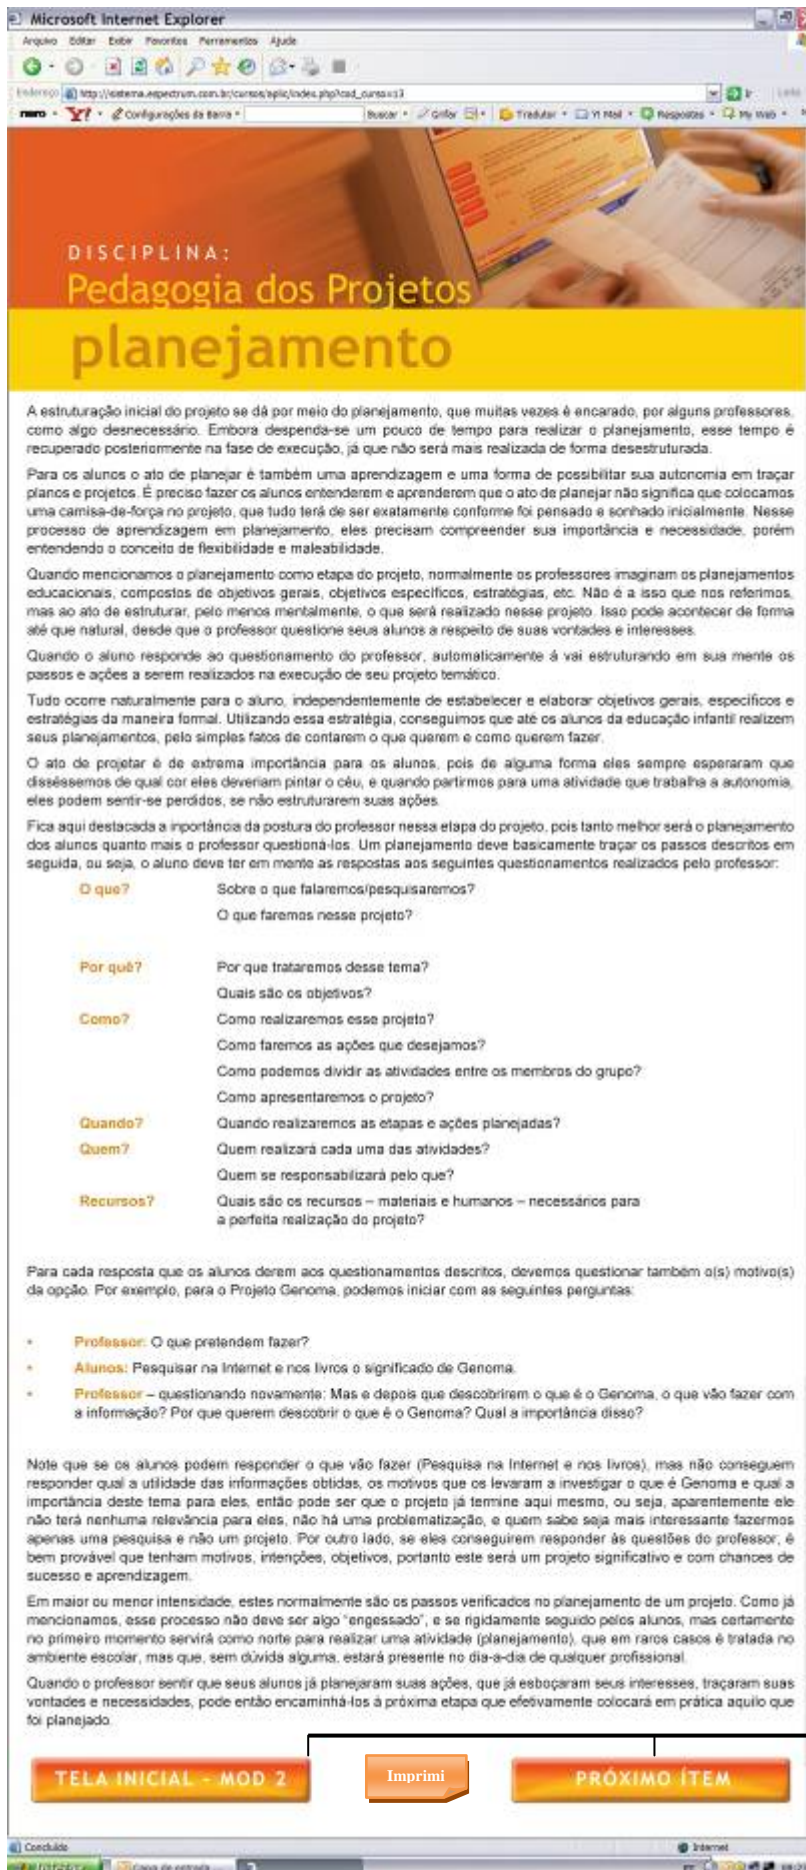 Microsoft Internet Explorer
Arquivo Editar Exibir Favoritos Ferramentas Ajuda
Endereço http://sistema.espectrum.com.br/cursos/aplic/index.php?cod_curso=13 Ir Links
nero Y! Configurações da Barra Buscar Grifar Tradutor Y! Mail Respostas My Web
DISCIPLINA:
Pedagogia dos Projetos
planejamento
A estruturação inicial do projeto se dá por meio do planejamento, que muitas vezes é encarado, por alguns professores,
como algo desnecessário. Embora despenda-se um pouco de tempo para realizar o planejamento, esse tempo é
recuperado posteriormente na fase de execução, já que não será mais realizada de forma desestruturada.
Para os alunos o ato de planejar é também uma aprendizagem e uma forma de possibilitar sua autonomia em traçar
planos e projetos. É preciso fazer os alunos entenderem e aprenderem que o ato de planejar não significa que colocamos
uma camisa-de-força no projeto, que tudo terá de ser exatamente conforme foi pensado e sonhado inicialmente. Nesse
processo de aprendizagem em planejamento, eles precisam compreender sua importância e necessidade, porém
entendendo o conceito de flexibilidade e maleabilidade.
Quando mencionamos o planejamento como etapa do projeto, normalmente os professores imaginam os planejamentos
educacionais, compostos de objetivos gerais, objetivos específicos, estratégias, etc. Não é a isso que nos referimos,
mas ao ato de estruturar, pelo menos mentalmente, o que será realizado nesse projeto. Isso pode acontecer de forma
até que natural, desde que o professor questione seus alunos a respeito de suas vontades e interesses.
Quando o aluno responde ao questionamento do professor, automaticamente á vai estruturando em sua mente os
passos e ações a serem realizados na execução de seu projeto temático.
Tudo ocorre naturalmente para o aluno, independentemente de estabelecer e elaborar objetivos gerais, específicos e
estratégias da maneira formal. Utilizando essa estratégia, conseguimos que até os alunos da educação infantil realizem
seus planejamentos, pelo simples fatos de contarem o que querem e como querem fazer.
O ato de projetar é de extrema importância para os alunos, pois de alguma forma eles sempre esperaram que
disséssemos de qual cor eles deveriam pintar o céu, e quando partirmos para uma atividade que trabalha a autonomia,
eles podem sentir-se perdidos, se não estruturarem suas ações.
Fica aqui destacada a inportância da postura do professor nessa etapa do projeto, pois tanto melhor será o planejamento
dos alunos quanto mais o professor questioná-los. Um planejamento deve basicamente traçar os passos descritos em
seguida, ou seja, o aluno deve ter em mente as respostas aos seguintes questionamentos realizados pelo professor:
O que? Sobre o que falaremos/pesquisaremos?
O que faremos nesse projeto?
Por quê? Por que trataremos desse tema?
Quais são os objetivos?
Como? Como realizaremos esse projeto?
Como faremos as ações que desejamos?
Como podemos dividir as atividades entre os membros do grupo?
Como apresentaremos o projeto?
Quando? Quando realizaremos as etapas e ações planejadas?
Quem? Quem realizará cada uma das atividades?
Quem se responsabilizará pelo que?
Recursos? Quais são os recursos – materiais e humanos – necessários para
a perfeita realização do projeto?
Para cada resposta que os alunos derem aos questionamentos descritos, devemos questionar também o(s) motivo(s)
da opção. Por exemplo, para o Projeto Genoma, podemos iniciar com as seguintes perguntas:
• Professor: O que pretendem fazer?
• Alunos: Pesquisar na Internet e nos livros o significado de Genoma.
• Professor – questionando novamente: Mas e depois que descobrirem o que é o Genoma, o que vão fazer com
a informação? Por que querem descobrir o que é o Genoma? Qual a importância disso?
Note que se os alunos podem responder o que vão fazer (Pesquisa na Internet e nos livros), mas não conseguem
responder qual a utilidade das informações obtidas, os motivos que os levaram a investigar o que é Genoma e qual a
importância deste tema para eles, então pode ser que o projeto já termine aqui mesmo, ou seja, aparentemente ele
não terá nenhuma relevância para eles, não há uma problematização, e quem sabe seja mais interessante fazermos
apenas uma pesquisa e não um projeto. Por outro lado, se eles conseguirem responder às questões do professor, é
bem provável que tenham motivos, intenções, objetivos, portanto este será um projeto significativo e com chances de
sucesso e aprendizagem.
Em maior ou menor intensidade, estes normalmente são os passos verificados no planejamento de um projeto. Como já
mencionamos, esse processo não deve ser algo "engessado", e se rigidamente seguido pelos alunos, mas certamente
no primeiro momento servirá como norte para realizar uma atividade (planejamento), que em raros casos é tratada no
ambiente escolar, mas que, sem dúvida alguma, estará presente no dia-a-dia de qualquer profissional.
Quando o professor sentir que seus alunos já planejaram suas ações, que já esboçaram seus interesses, traçaram suas
vontades e necessidades, pode então encaminhá-los à próxima etapa que efetivamente colocará em prática aquilo que
foi planejado.
TELA INICIAL - MOD 2 Imprimi PRÓXIMO ÍTEM
Concluído Internet
Caixa de entrada